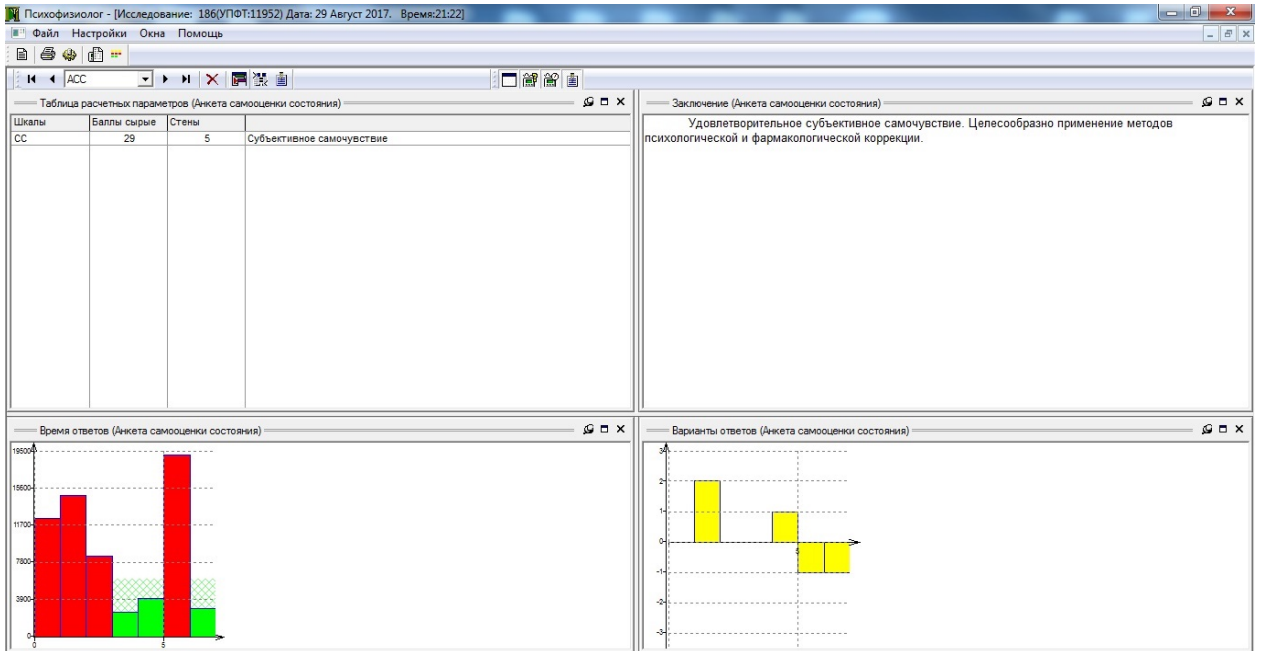 Психофизиолог - [Исследование: 186(УПФТ:11952) Дата: 29 Август 2017. Время:21:22]
Файл Настройки Окна Помощь
АСС
Таблица расчетных параметров (Анкета самооценки состояния)
Шкалы Баллы сырые Стены
СС 29 5 Субъективное самочувствие
Заключение (Анкета самооценки состояния)
Удовлетворительное субъективное самочувствие. Целесообразно применение методов
психологической и фармакологической коррекции.
Время ответов (Анкета самооценки состояния)
19500
15600
11700
7800
3900
0
0 5
Варианты ответов (Анкета самооценки состояния)
3
2
1
0
5
-1
-2
-3